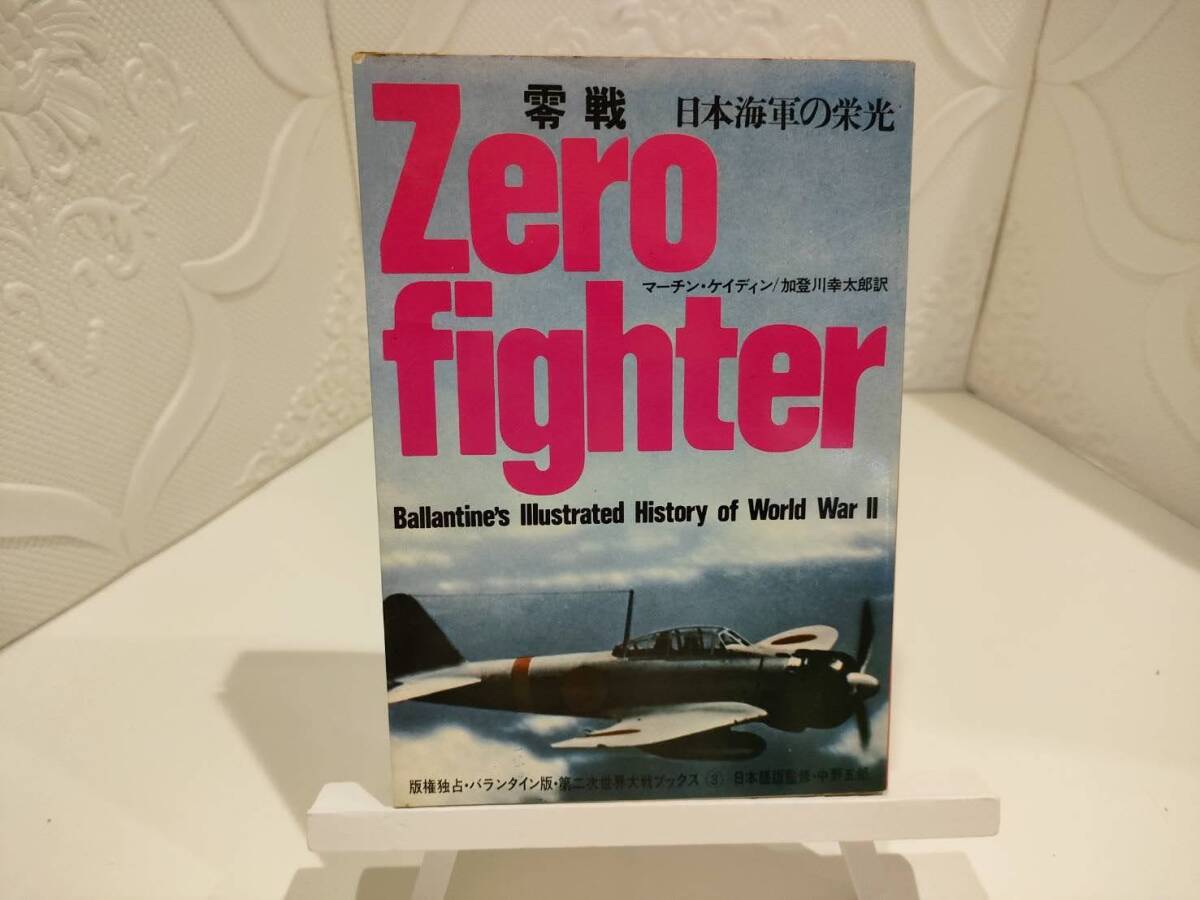 零戦 日本海軍の栄光
Zero
マーチン・ケイディン/加登川幸太郎訳
fighter
Ballantine's Illustrated History of World War II
版権独占・バランタイン版・第二次世界大戦ブックス(3) 日本語版監修・中野五郎